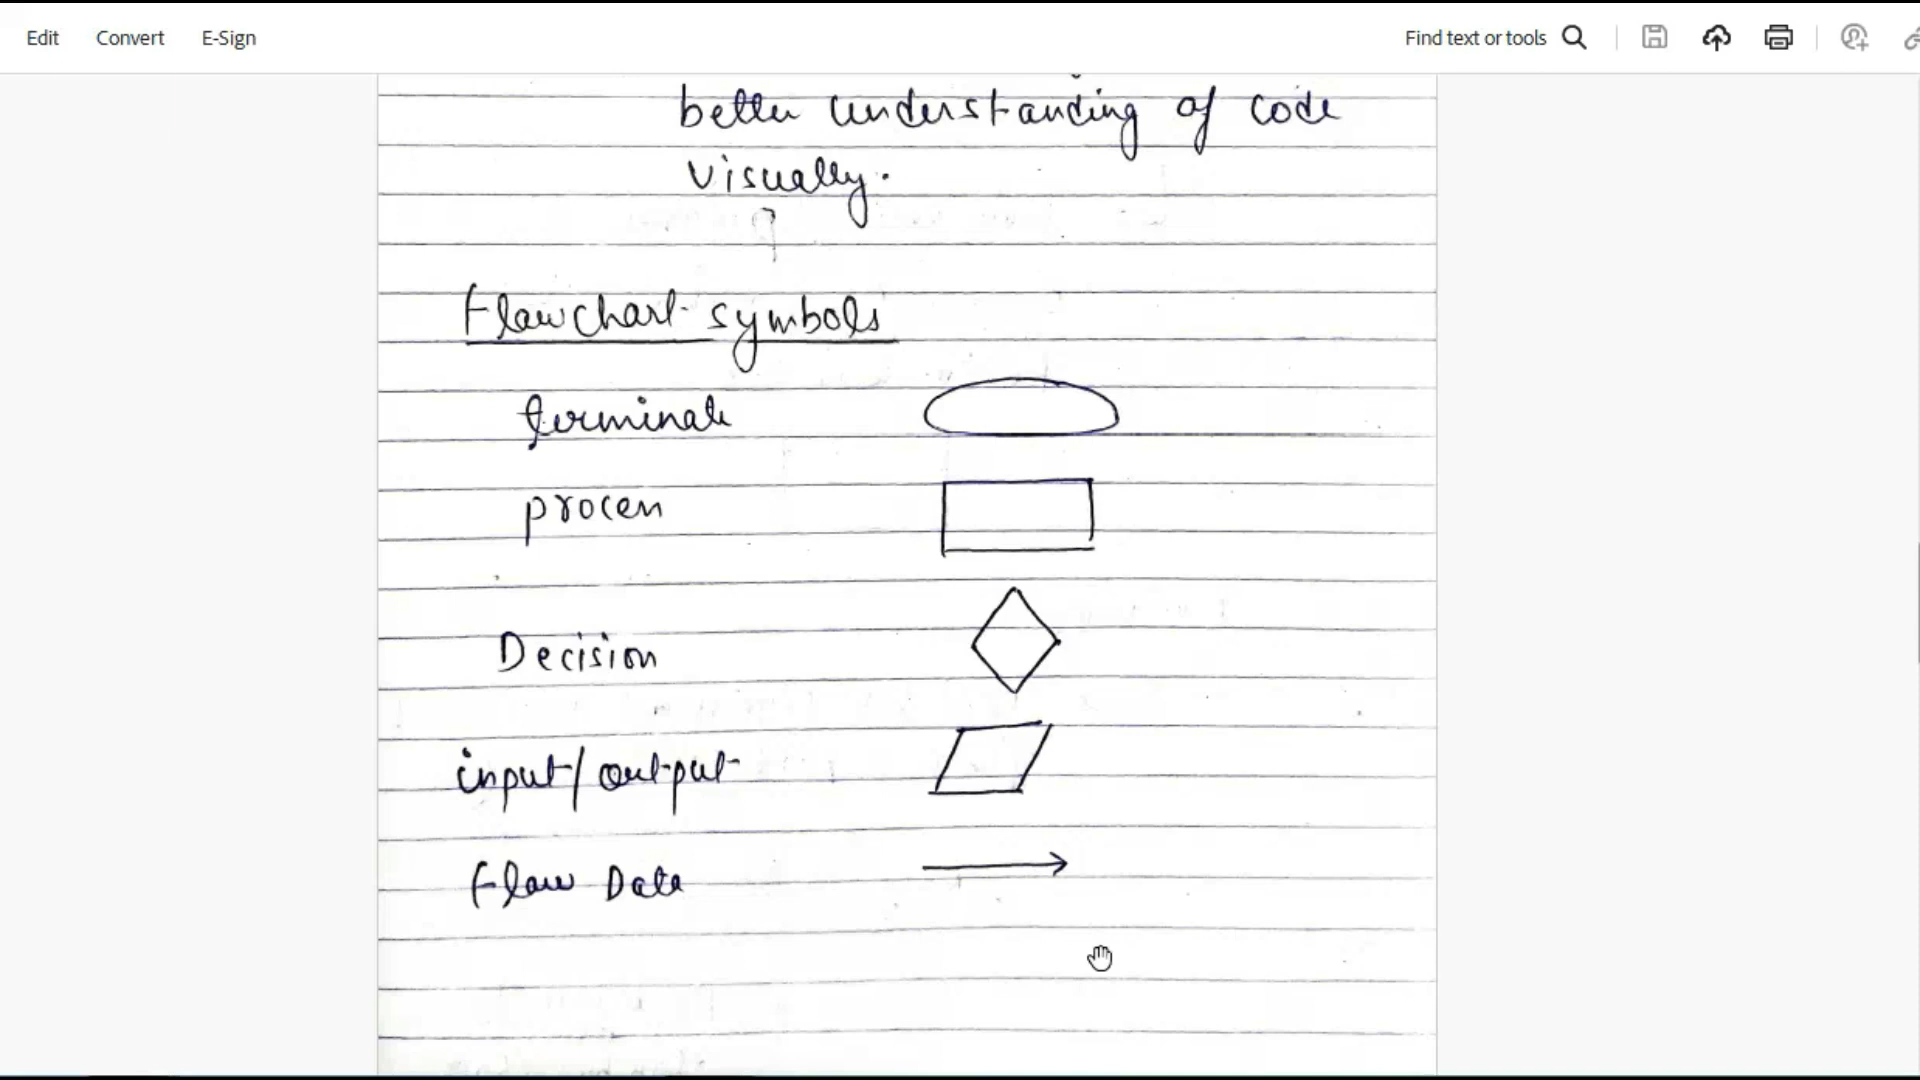 Edit Convert E-Sign Find text or tools
better understanding of code
visually.
Flowchart symbols
terminate
process
Decision
input/output
Flow Data